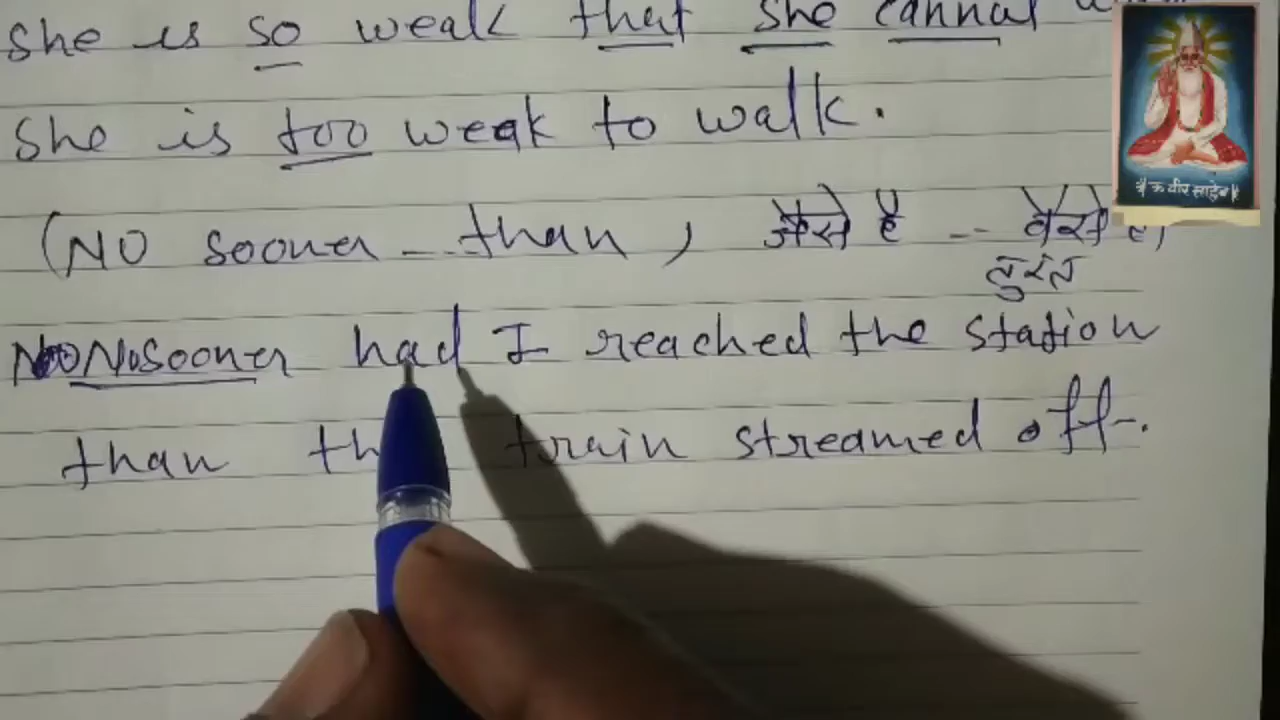 she is so weak that she cannal
she is too weak to walk.
(NO sooner -- than) जैसे हि -- वैसे हि
तुरंत
No sooner had I reached the station
than the train streamed off.
कबीर साहेब